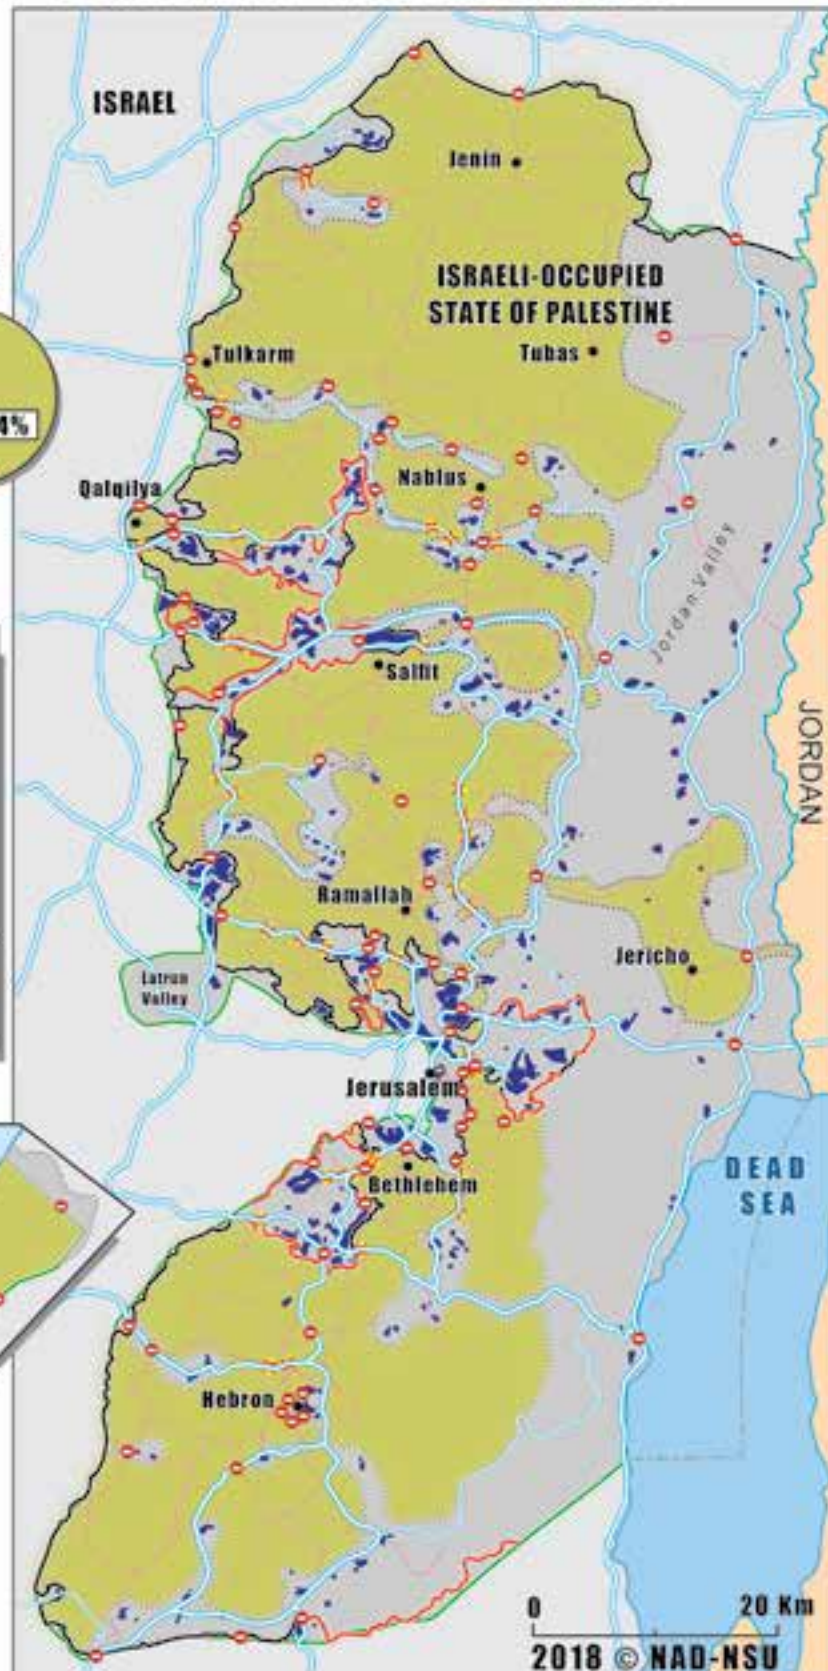 ISRAEL
Jenin
ISRAELI-OCCUPIED
STATE OF PALESTINE
Tulkarm
Tubas
4%
Qalqilya
Nablus
Jordan Valley
Salfit
JORDAN
Ramallah
Latrun
Valley
Jericho
Jerusalem
Bethlehem
DEAD
SEA
Hebron
0 20 Km
2018 © NAD-NSU